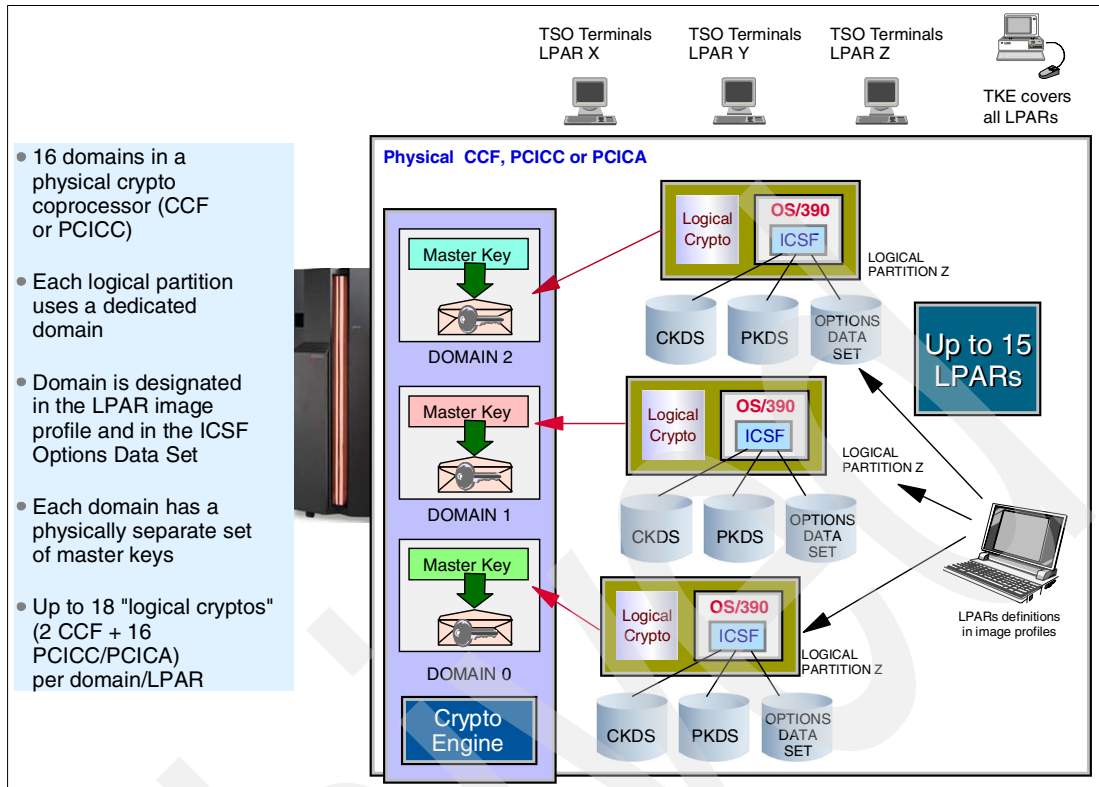 TSO Terminals
LPAR X
TSO Terminals
LPAR Y
TSO Terminals
LPAR Z
TKE covers
all LPARs
16 domains in a
physical crypto
coprocessor (CCF
or PCICC)
Each logical partition
uses a dedicated
domain
Domain is designated
in the LPAR image
profile and in the ICSF
Options Data Set
Each domain has a
physically separate set
of master keys
Up to 18 "logical cryptos"
(2 CCF + 16
PCICC/PCICA)
per domain/LPAR
Physical CCF, PCICC or PCICA
Master Key
DOMAIN 2
Master Key
DOMAIN 1
Master Key
DOMAIN 0
Crypto
Engine
Logical
Crypto
OS/390
ICSF
LOGICAL
PARTITION Z
CKDS
PKDS
OPTIONS
DATA
SET
Logical
Crypto
OS/390
ICSF
LOGICAL
PARTITION Z
CKDS
PKDS
OPTIONS
DATA
SET
Logical
Crypto
OS/390
ICSF
LOGICAL
PARTITION Z
CKDS
PKDS
OPTIONS
DATA
SET
Up to 15
LPARs
LPARs definitions
in image profiles